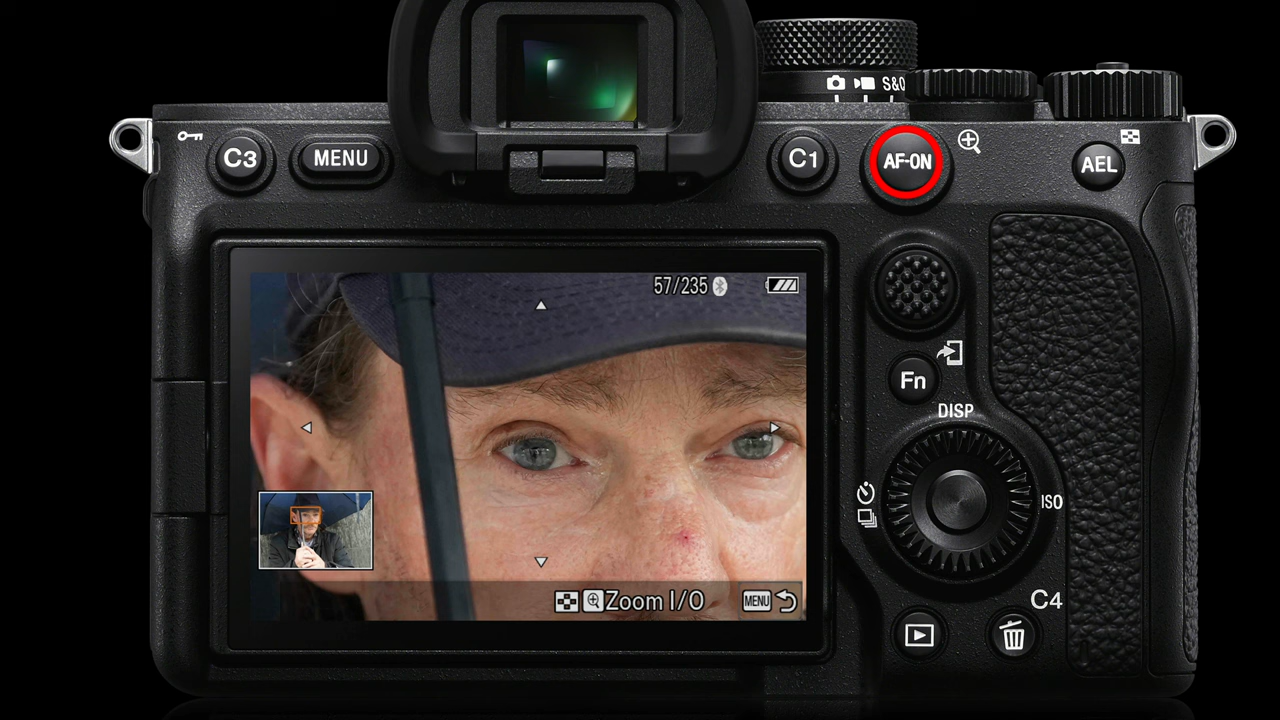 S&Q
C3
MENU
C1
AF-ON
AEL
57/235
Fn
DISP
ISO
Zoom I/O
MENU
C4